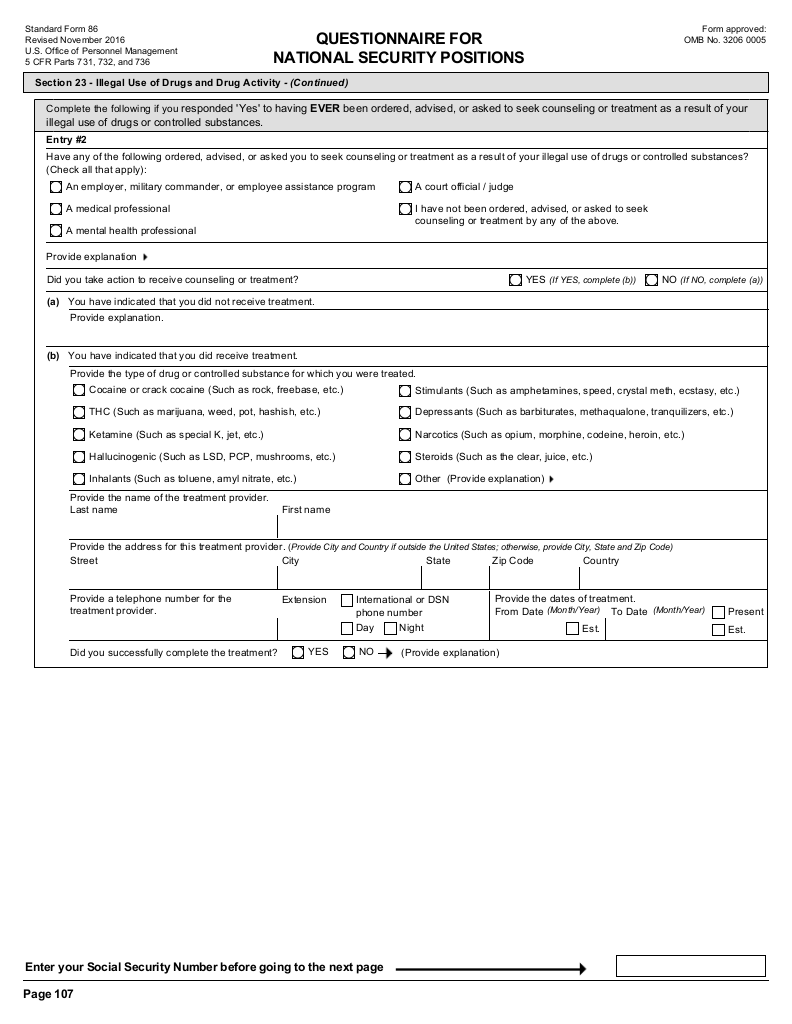 Standard Form 86
Revised November 2016
U.S. Office of Personnel Management
5 CFR Parts 731, 732, and 736
QUESTIONNAIRE FOR
NATIONAL SECURITY POSITIONS
Form approved:
OMB No. 3206 0005
Section 23 - Illegal Use of Drugs and Drug Activity - (Continued)
Complete the following if you responded 'Yes' to having EVER been ordered, advised, or asked to seek counseling or treatment as a result of your
illegal use of drugs or controlled substances.
Entry #2
Have any of the following ordered, advised, or asked you to seek counseling or treatment as a result of your illegal use of drugs or controlled substances?
(Check all that apply):
An employer, military commander, or employee assistance program
A court official / judge
A medical professional
I have not been ordered, advised, or asked to seek
counseling or treatment by any of the above.
A mental health professional
Provide explanation
Did you take action to receive counseling or treatment?
YES (If YES, complete (b))
NO (If NO, complete (a))
(a) You have indicated that you did not receive treatment.
Provide explanation.
(b) You have indicated that you did receive treatment.
Provide the type of drug or controlled substance for which you were treated.
Cocaine or crack cocaine (Such as rock, freebase, etc.)
Stimulants (Such as amphetamines, speed, crystal meth, ecstasy, etc.)
THC (Such as marijuana, weed, pot, hashish, etc.)
Depressants (Such as barbiturates, methaqualone, tranquilizers, etc.)
Ketamine (Such as special K, jet, etc.)
Narcotics (Such as opium, morphine, codeine, heroin, etc.)
Hallucinogenic (Such as LSD, PCP, mushrooms, etc.)
Steroids (Such as the clear, juice, etc.)
Inhalants (Such as toluene, amyl nitrate, etc.)
Other (Provide explanation)
Provide the name of the treatment provider.
Last name
First name
Provide the address for this treatment provider. (Provide City and Country if outside the United States; otherwise, provide City, State and Zip Code)
Street
City
State
Zip Code
Country
Provide a telephone number for the
treatment provider.
Extension
International or DSN
phone number
Day
Night
Provide the dates of treatment.
From Date (Month/Year)
To Date (Month/Year)
Present
Est.
Est.
Did you successfully complete the treatment?
YES
NO
(Provide explanation)
Enter your Social Security Number before going to the next page
Page 107